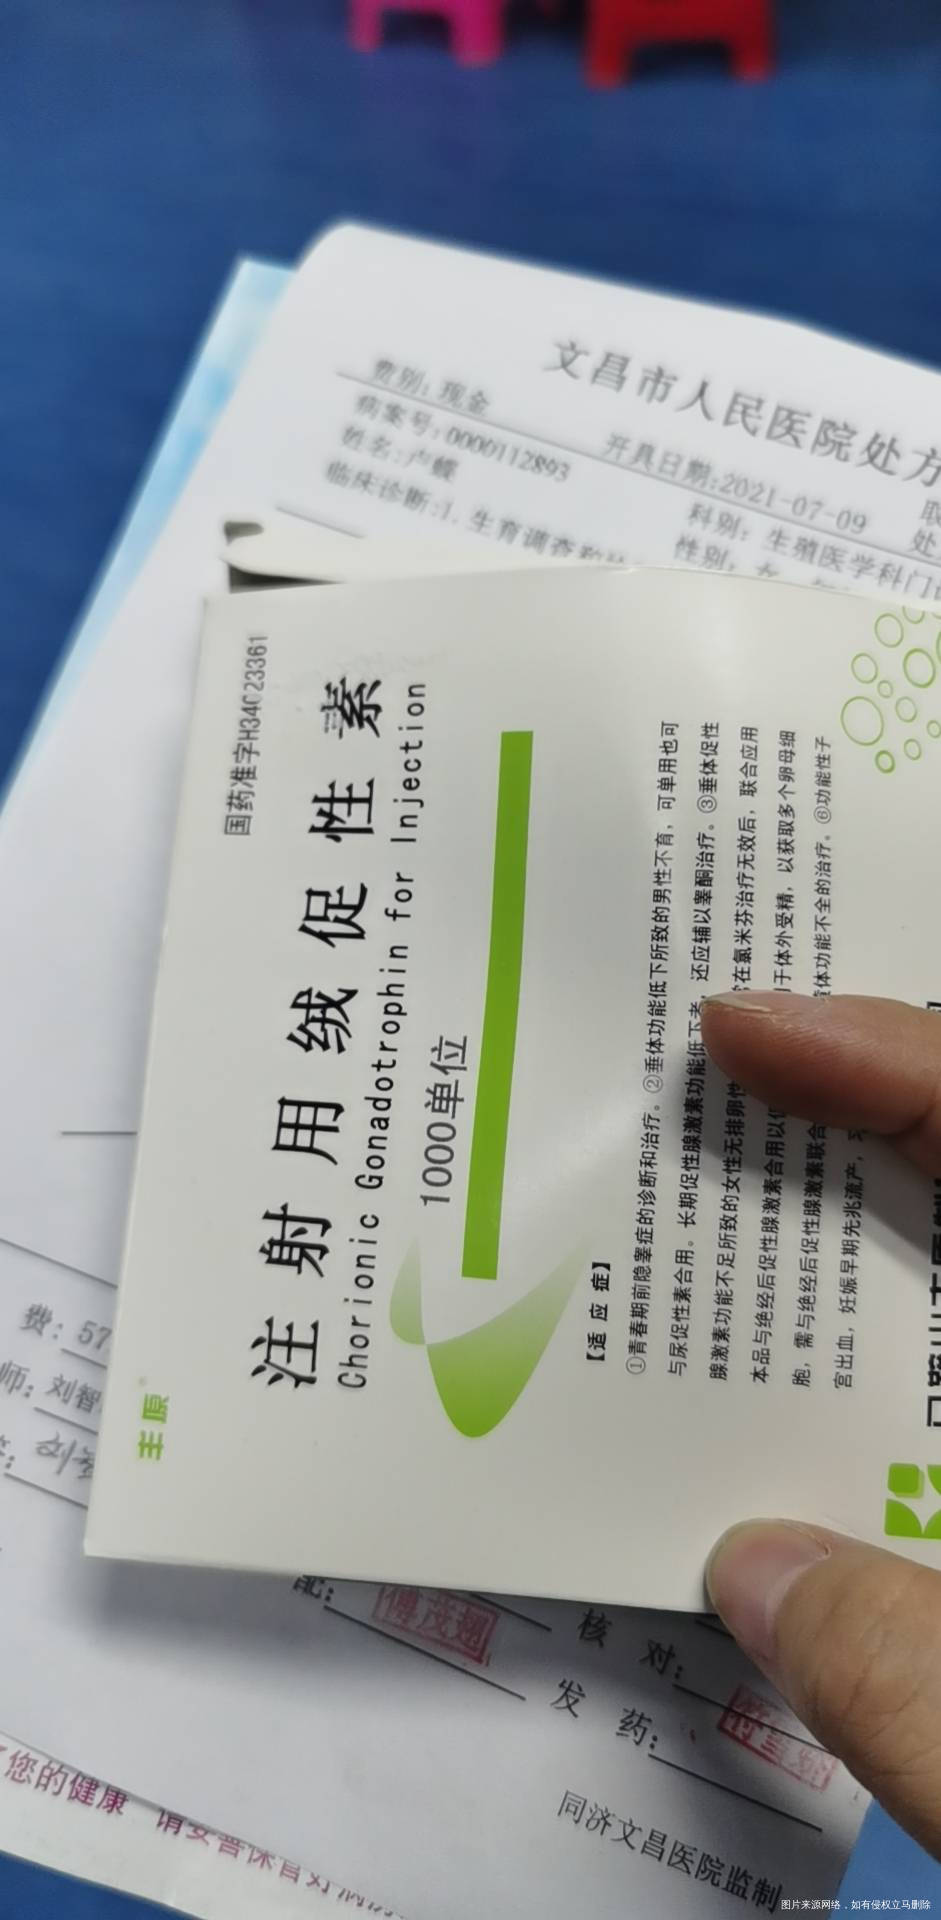 文昌市人民医院处方
费别:现金
病案号:0000112893
开具日期:2021-07-09
姓名:卢蝶
科别:生殖医学科门诊
临床诊断:1.生育调查
性别:女
国药准字H34023361
注射用绒促性素
Chorionic Gonadotrophin for Injection
1000单位
丰原
【适应症】
①青春期前隐睾症的诊断和治疗。②垂体功能低下所致的男性不育，可单用也可
与尿促性素合用。长期促性腺激素功能低下者，还应辅以睾酮治疗。③垂体促性
腺激素功能不足所致的女性无排卵性
在氯米芬治疗无效后，联合应用
本品与绝经后促性腺激素合用以
于体外受精，以获取多个卵母细
胞，需与绝经后促性腺激素联合
体功能不全的治疗。⑥功能性子
宫出血，妊娠早期先兆流产，
费:57
师:刘智
配:
傅茂翅
核对:
发药:
同济文昌医院监制
您的健康 请妥善保管好
图片来源网络，如有侵权立马删除